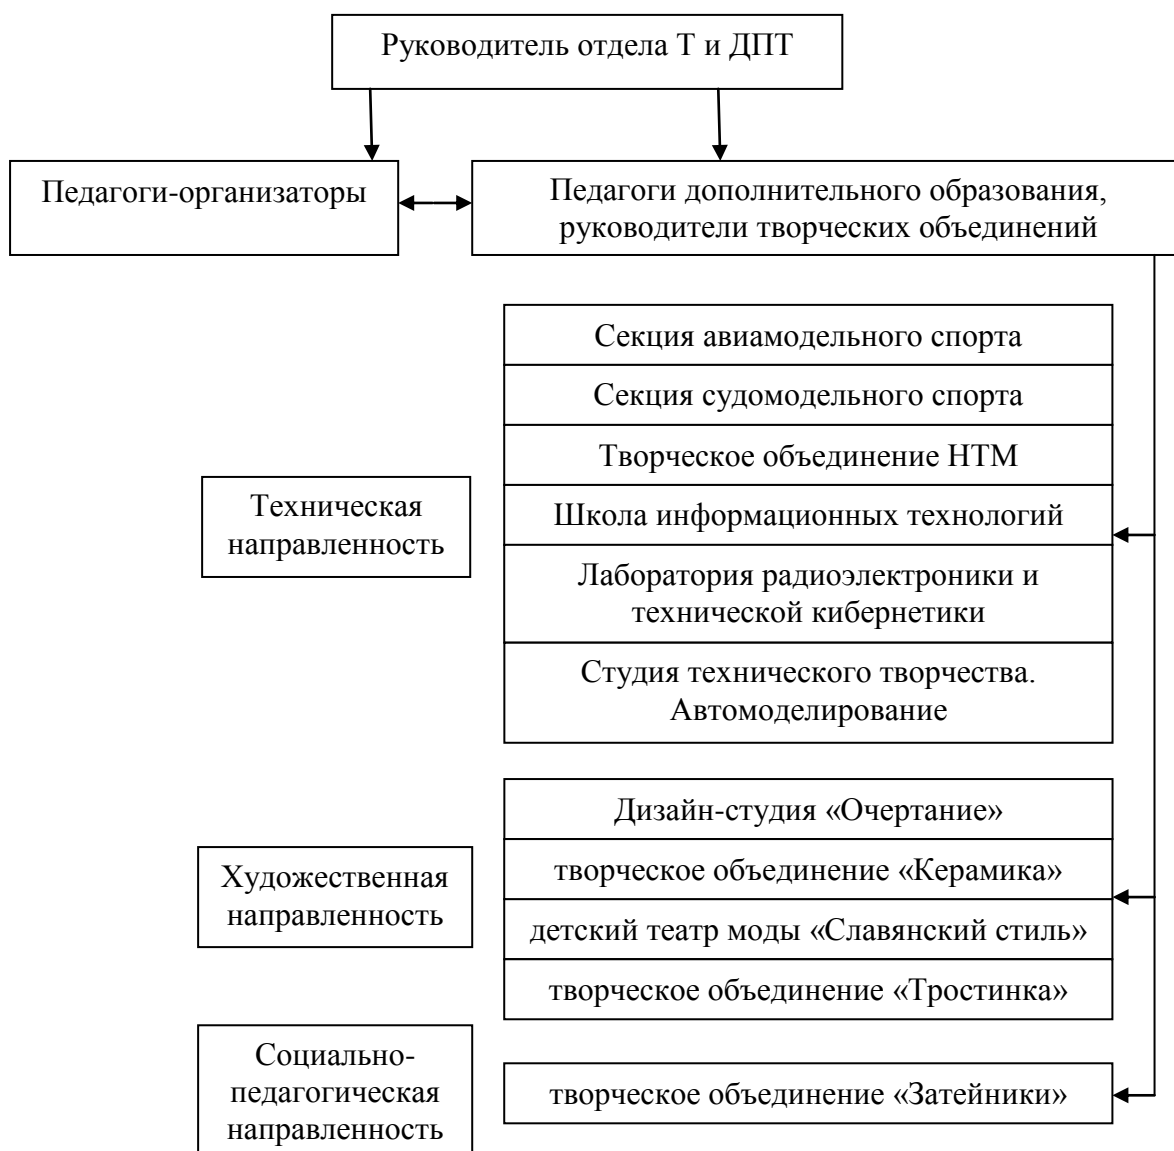 Руководитель отдела Т и ДПТ
Педагоги-организаторы
Педагоги дополнительного образования,
руководители творческих объединений
Техническая
направленность
Секция авиамодельного спорта
Секция судомодельного спорта
Творческое объединение НТМ
Школа информационных технологий
Лаборатория радиоэлектроники и
технической кибернетики
Студия технического творчества.
Автомоделирование
Художественная
направленность
Дизайн-студия «Очертание»
творческое объединение «Керамика»
детский театр моды «Славянский стиль»
творческое объединение «Тростинка»
Социально-
педагогическая
направленность
творческое объединение «Затейники»